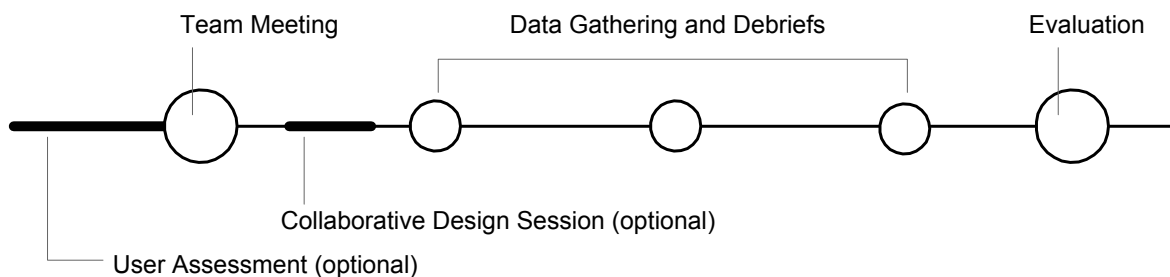 Team Meeting
Data Gathering and Debriefs
Evaluation
Collaborative Design Session (optional)
User Assessment (optional)